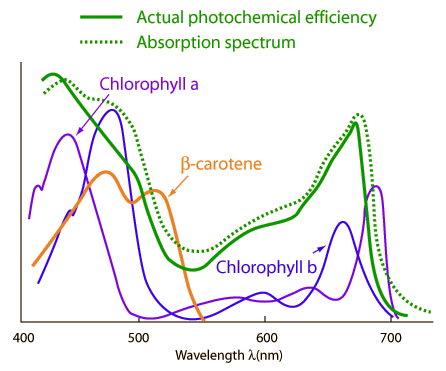 Actual photochemical efficiency
Absorption spectrum
Chlorophyll a
β-carotene
Chlorophyll b
400 500 600 700
Wavelength λ(nm)